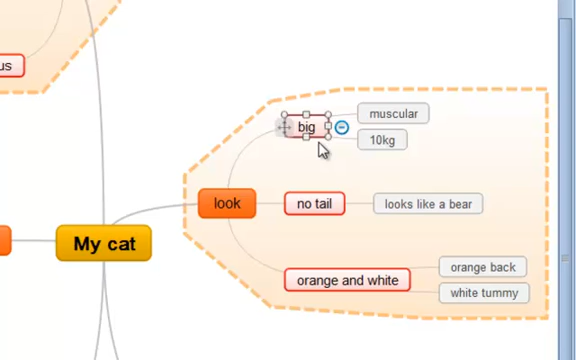 us
big
muscular
10kg
look
no tail
looks like a bear
My cat
orange and white
orange back
white tummy